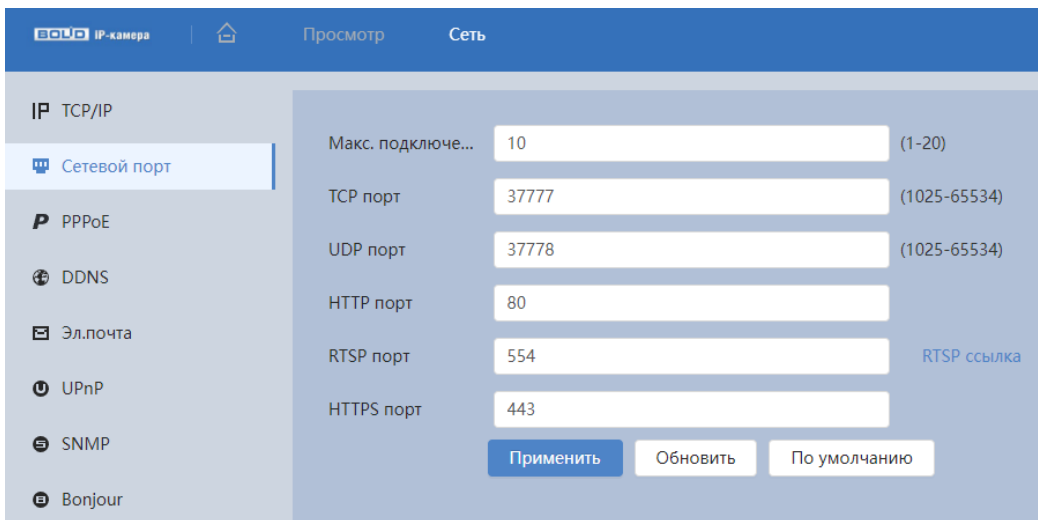 BOLID IP-камера Просмотр Сеть
TCP/IP
Сетевой порт
PPPoE
DDNS
Эл.почта
UPnP
SNMP
Bonjour
Макс. подключе... 10 (1-20)
TCP порт 37777 (1025-65534)
UDP порт 37778 (1025-65534)
HTTP порт 80
RTSP порт 554 RTSP ссылка
HTTPS порт 443
Применить Обновить По умолчанию